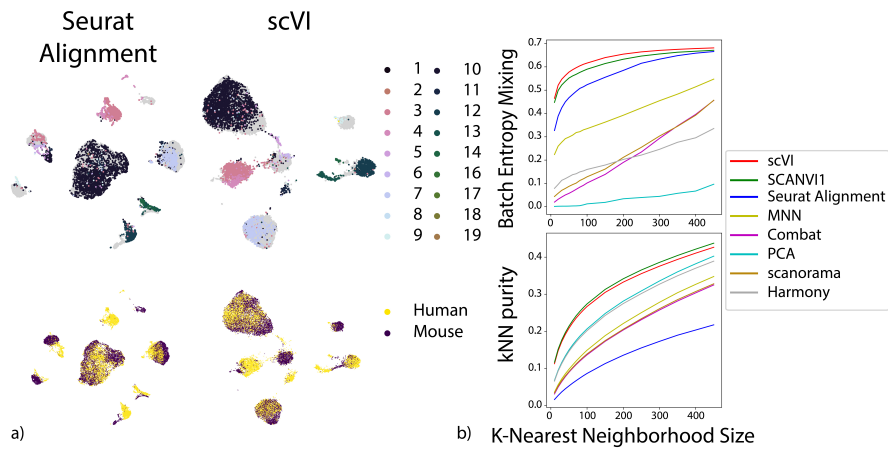 Seurat
Alignment
scVI
1 10
2 11
3 12
4 13
5 14
6 16
7 17
8 18
9 19
Human
Mouse
a)
Batch Entropy Mixing
0.7
0.6
0.5
0.4
0.3
0.2
0.1
0.0
kNN purity
0.4
0.3
0.2
0.1
0.0
0 100 200 300 400
K-Nearest Neighborhood Size
b)
scVI
SCANVI1
Seurat Alignment
MNN
Combat
PCA
scanorama
Harmony